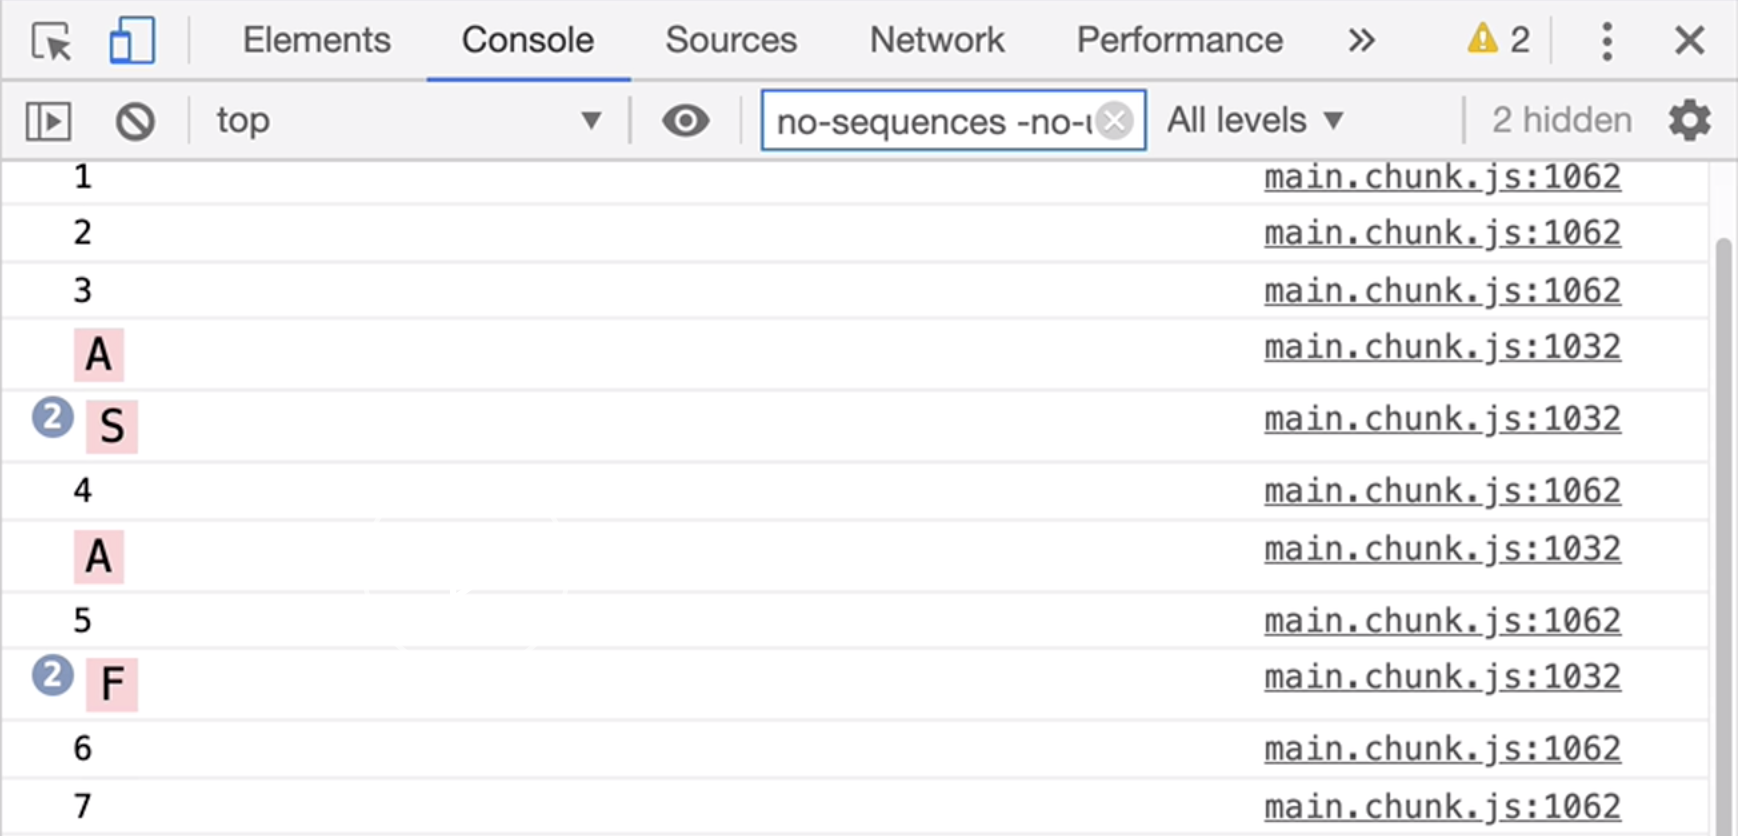 Elements Console Sources Network Performance » 2
top no-sequences -no- All levels 2 hidden
1 main.chunk.js:1062
2 main.chunk.js:1062
3 main.chunk.js:1062
A main.chunk.js:1032
2 S main.chunk.js:1032
4 main.chunk.js:1062
A main.chunk.js:1032
5 main.chunk.js:1062
2 F main.chunk.js:1032
6 main.chunk.js:1062
7 main.chunk.js:1062